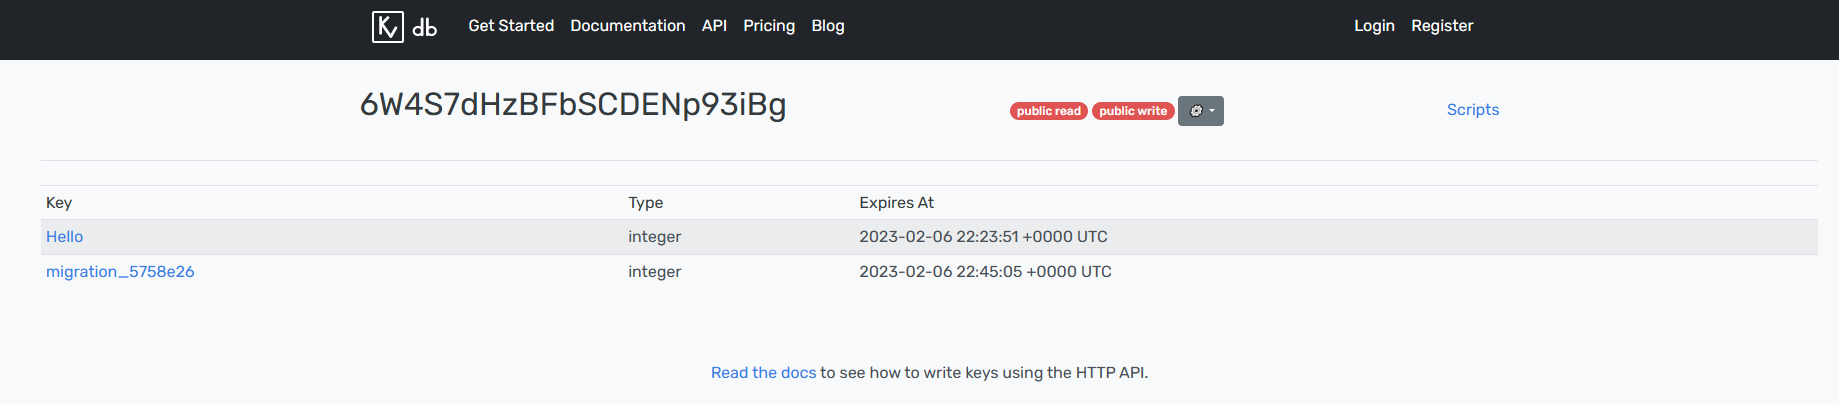 Kv db Get Started Documentation API Pricing Blog Login Register
6W4S7dHzBFbSCDENp93iBg public read public write Scripts
Key Type Expires At
Hello integer 2023-02-06 22:23:51 +0000 UTC
migration_5758e26 integer 2023-02-06 22:45:05 +0000 UTC
Read the docs to see how to write keys using the HTTP API.